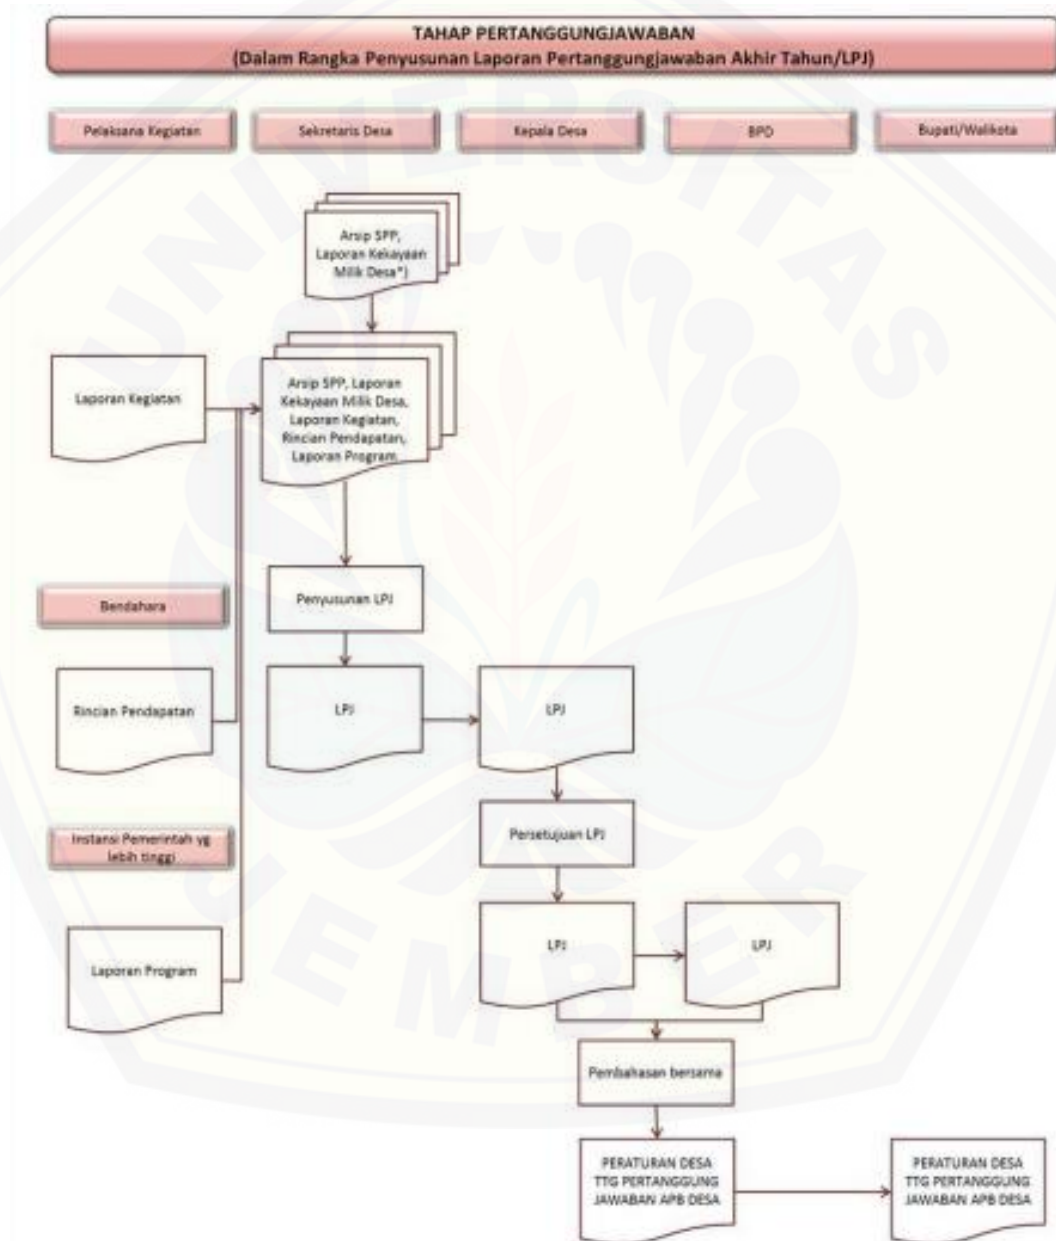 TAHAP PERTANGGUNGJAWABAN
(Dalam Rangka Penyusunan Laporan Pertanggungjawaban Akhir Tahun/LPJ)
Pelaksana Kegiatan
Sekretaris Desa
Kepala Desa
BPD
Bupati/Walikota
Arsip SPP,
Laporan Kekayaan
Milik Desa*)
Laporan Kegiatan
Arsip SPP, Laporan
Kekayaan Milik Desa,
Laporan Kegiatan,
Rincian Pendapatan,
Laporan Program
Penyusunan LPJ
Bendahara
Rincian Pendapatan
LPJ
LPJ
Persetujuan LPJ
Instansi Pemerintah yg
lebih tinggi
Laporan Program
LPJ
LPJ
Pembahasan bersama
PERATURAN DESA
TTG PERTANGGUNG
JAWABAN APB DESA
PERATURAN DESA
TTG PERTANGGUNG
JAWABAN APB DESA
UNIVERSITAS
JEMBER